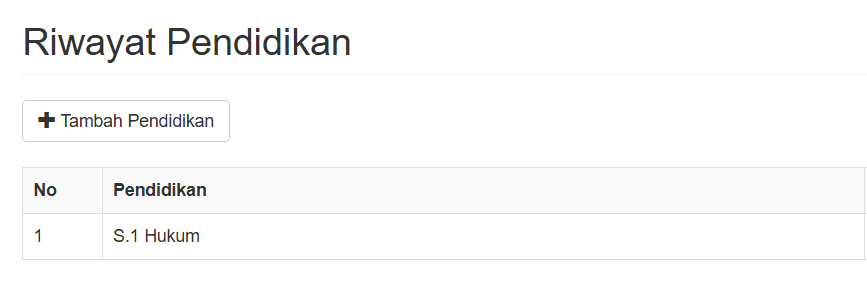 Riwayat Pendidikan
Tambah Pendidikan
No Pendidikan
1 S.1 Hukum